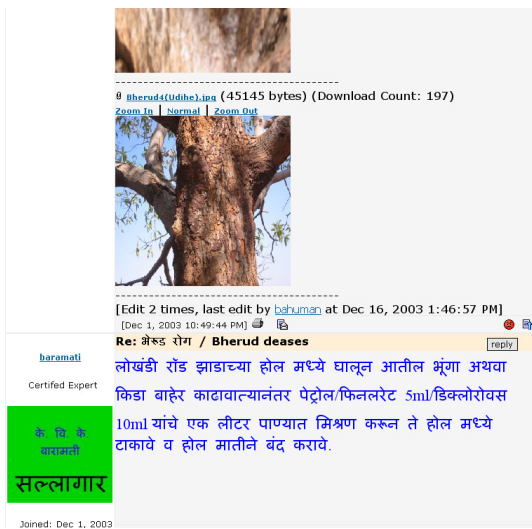 Bherud4{Udihe}.jpg (45145 bytes) (Download Count: 197)
Zoom In | Normal | Zoom Out
[Edit 2 times, last edit by bahuman at Dec 16, 2003 1:46:57 PM]
[Dec 1, 2003 10:49:44 PM]
baramati
Certifed Expert
के. वि. के.
बारामती
सल्लागार
Joined: Dec 1, 2003
Re: भेरूड रोग / Bherud deases
reply
लोखंडी रॉड झाडाच्या होल मध्ये घालून आतील भूंगा अथवा
किडा बाहेर काढावात्यानंतर पेट्रोल/फिनलरेट 5ml/डिक्लोरोवस
10ml यांचे एक लीटर पाण्यात मिश्रण करून ते होल मध्ये
टाकावे व होल मातीने बंद करावे.